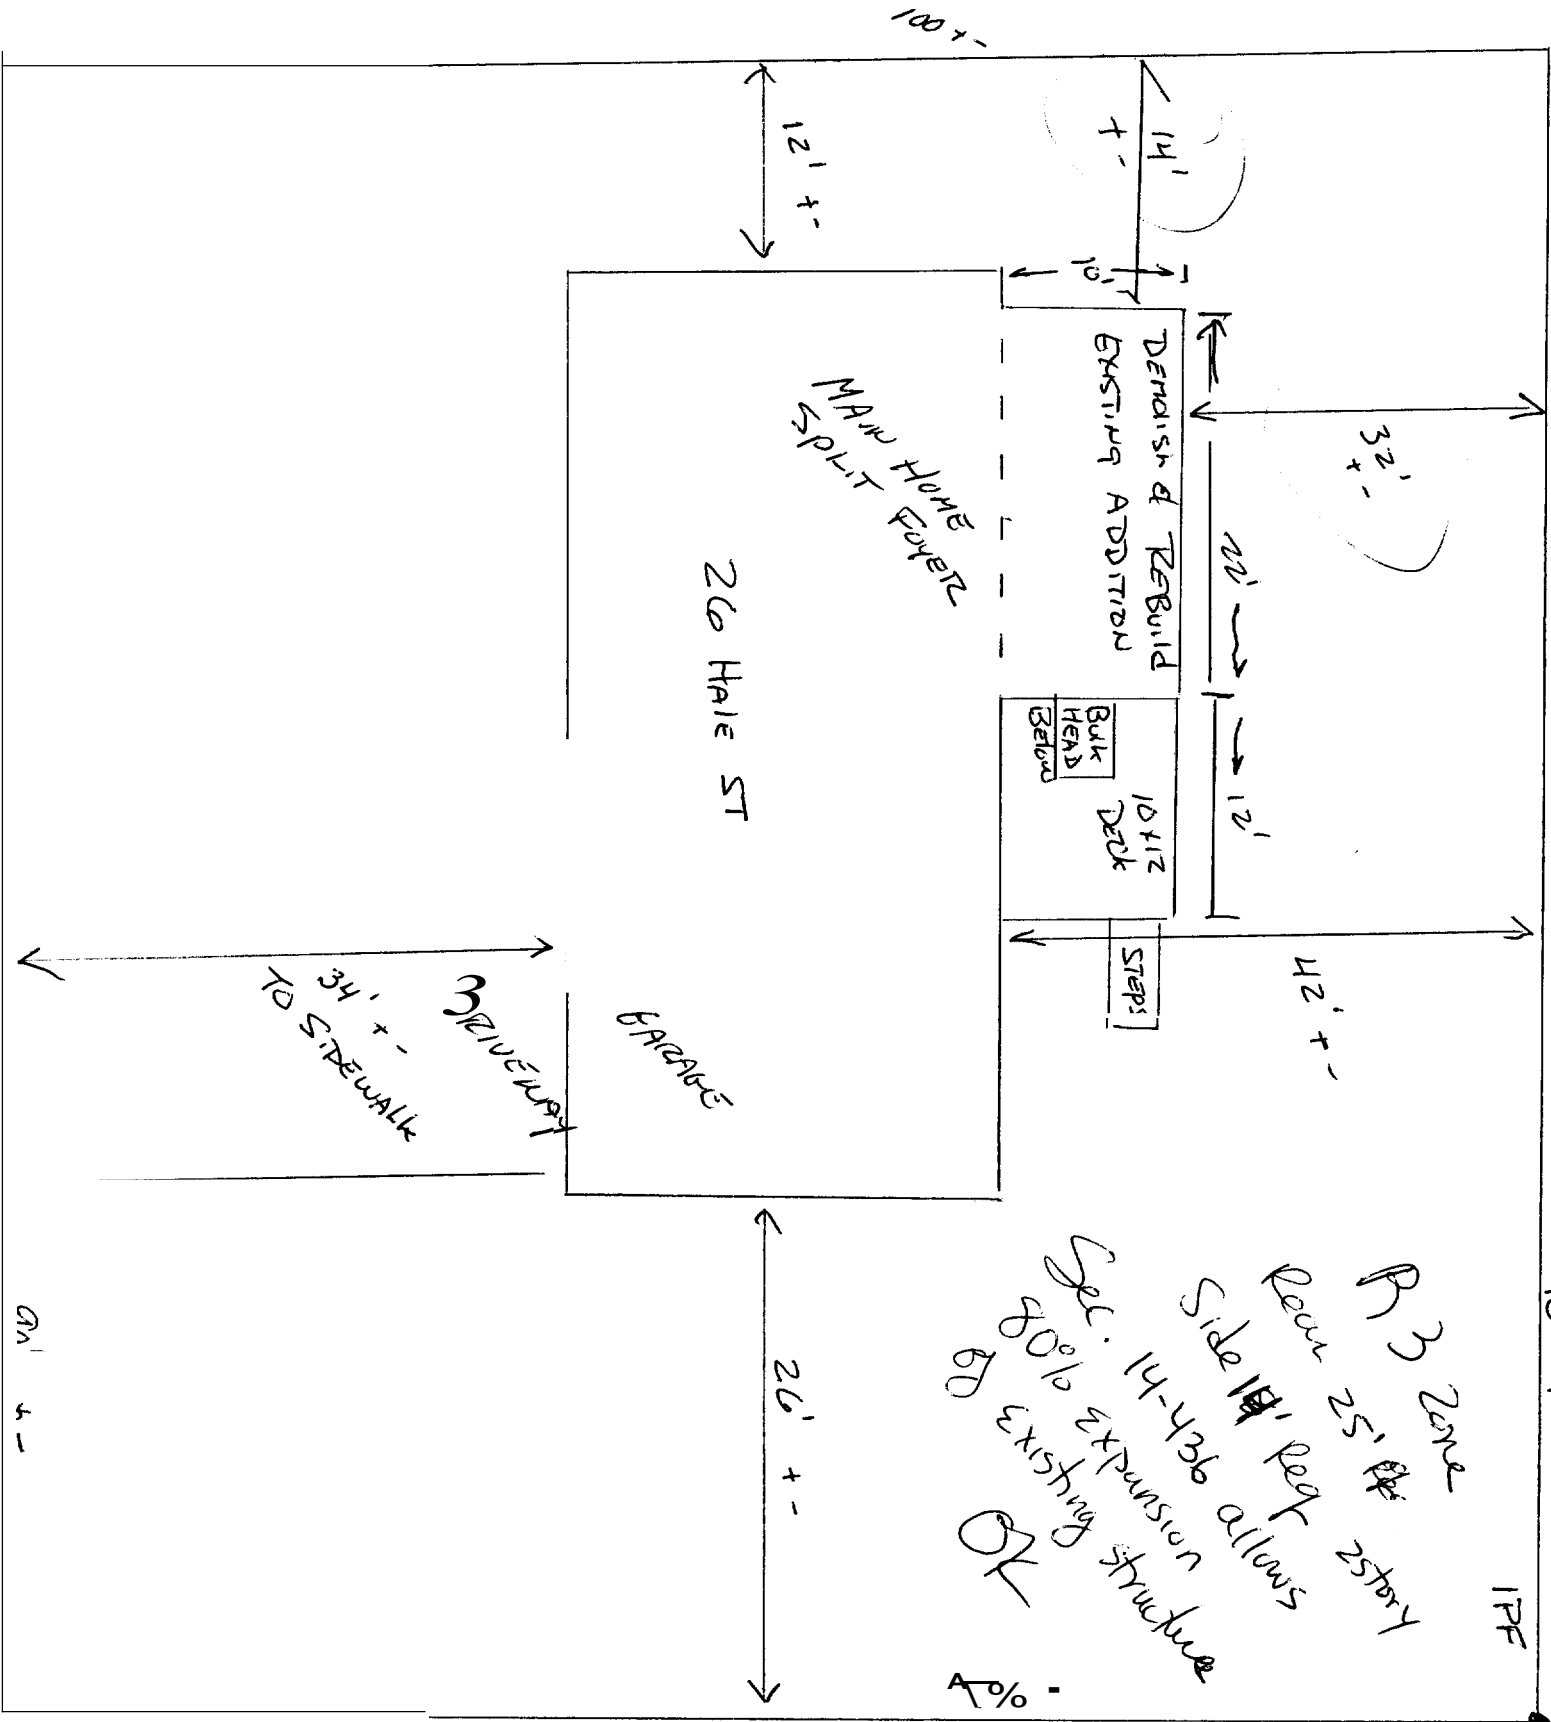 100 + -
14'
+ -
12' + -
10'
32'
+ -
22'
12'
DEMOlISH & REBuild
EXISTING ADDITION
MAIN HOME
SPLIT FOYER
26 HALE ST
BulK
HEAD
BELOW
10x12
DECK
STEPS
42' + -
GARAGE
DRIVEWAY
34' + -
TO SIDEWALK
26' + -
R3 Zone
Rear 25'
Side Req 2story
Sec. 14-436 allows
80% expansion
of existing structure
OK
IPF
+ -